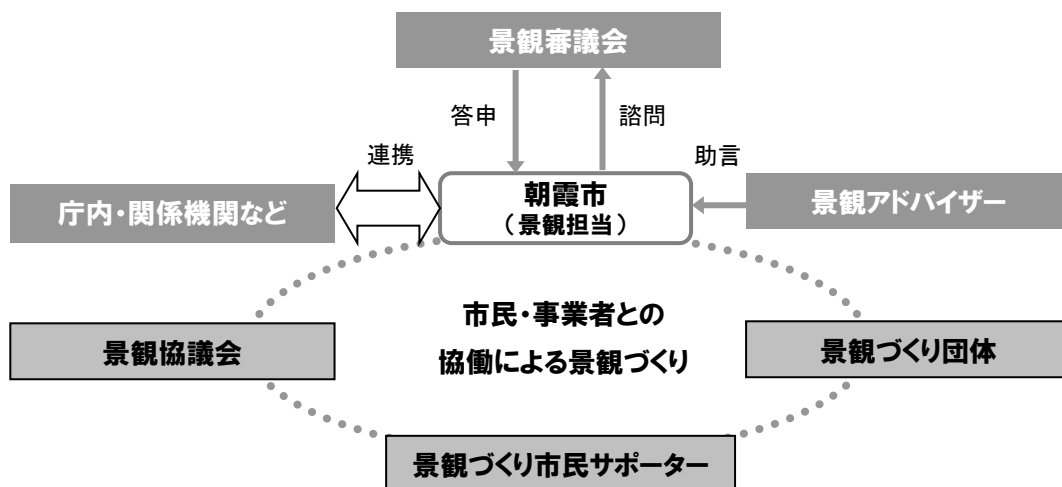 景観審議会
答申
諮問
連携
助言
庁内・関係機関など
朝霞市
（景観担当）
景観アドバイザー
市民・事業者との
協働による景観づくり
景観協議会
景観づくり団体
景観づくり市民サポーター